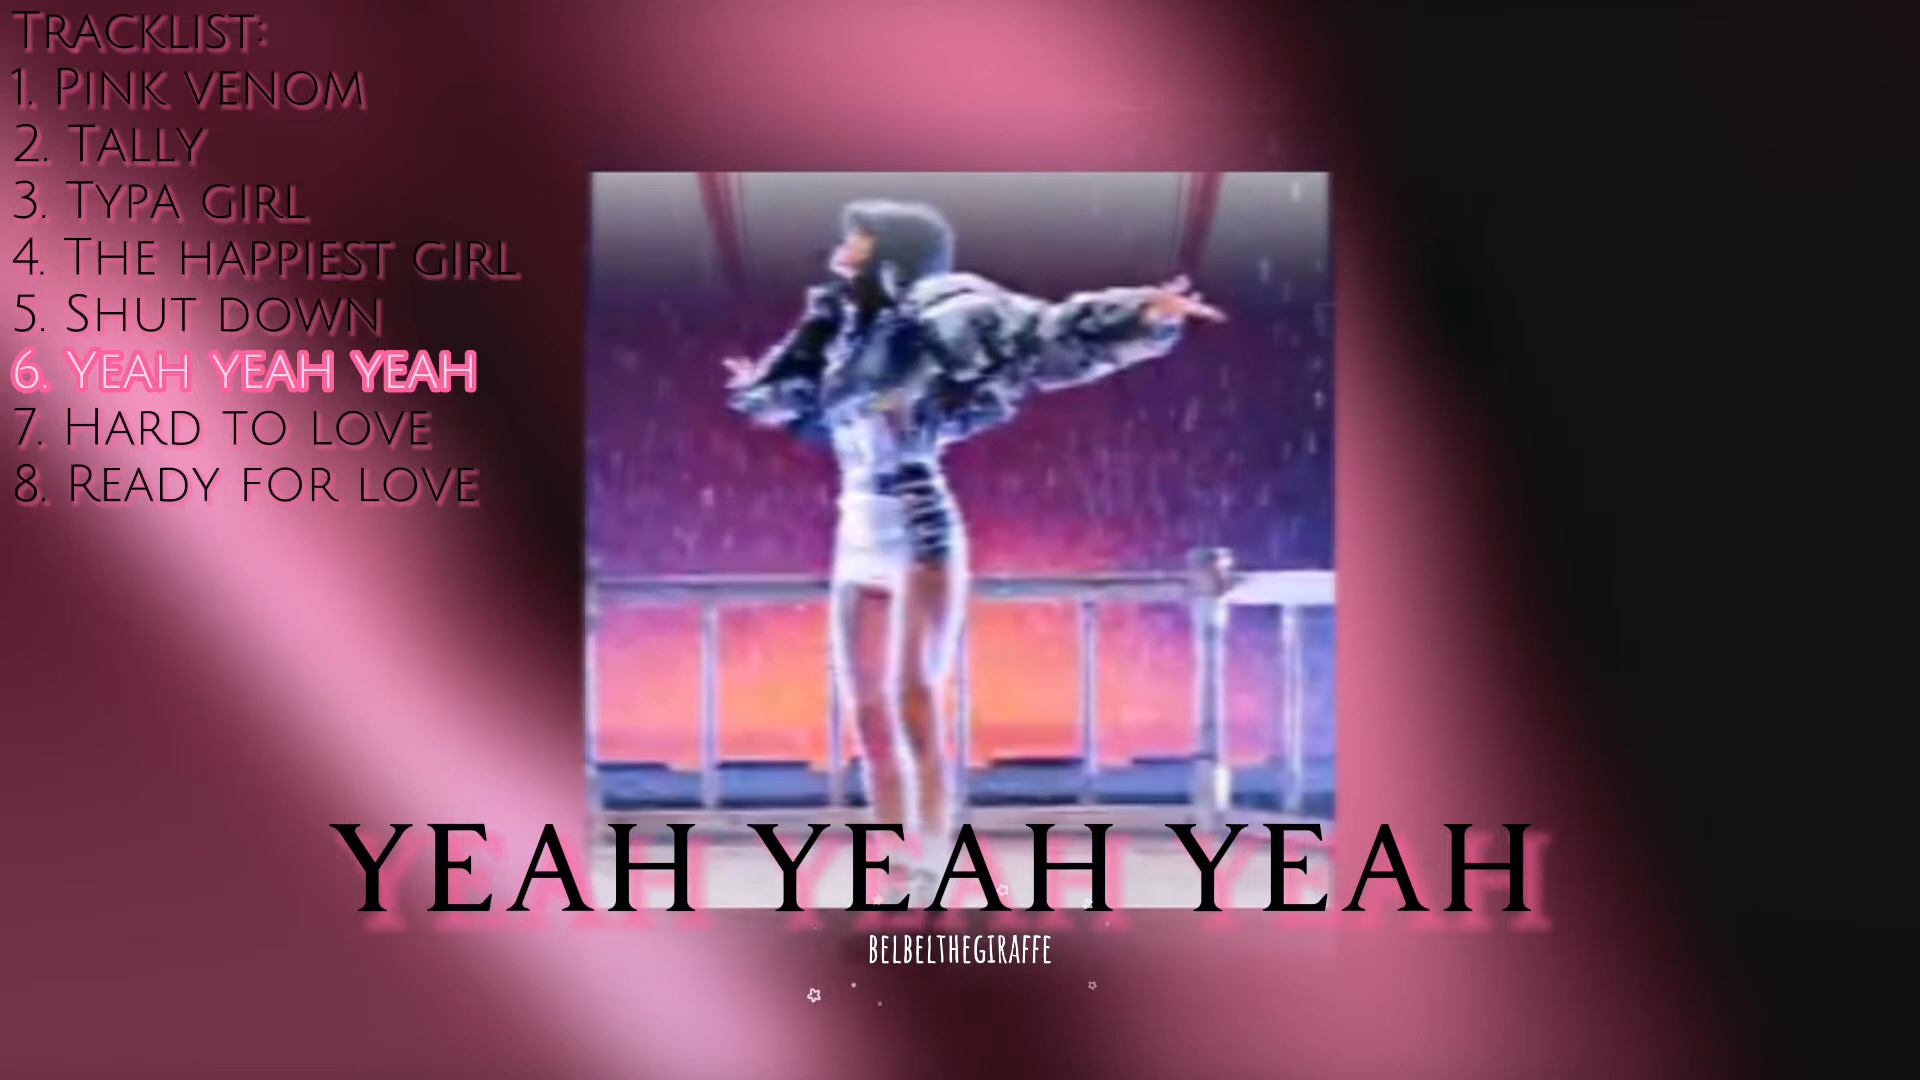 Tracklist:
1. Pink venom
2. Tally
3. Typa girl
4. The happiest girl
5. Shut down
6. Yeah yeah yeah
7. Hard to love
8. Ready for love
YEAH YEAH YEAH
BELBELTHEGIRAFFE